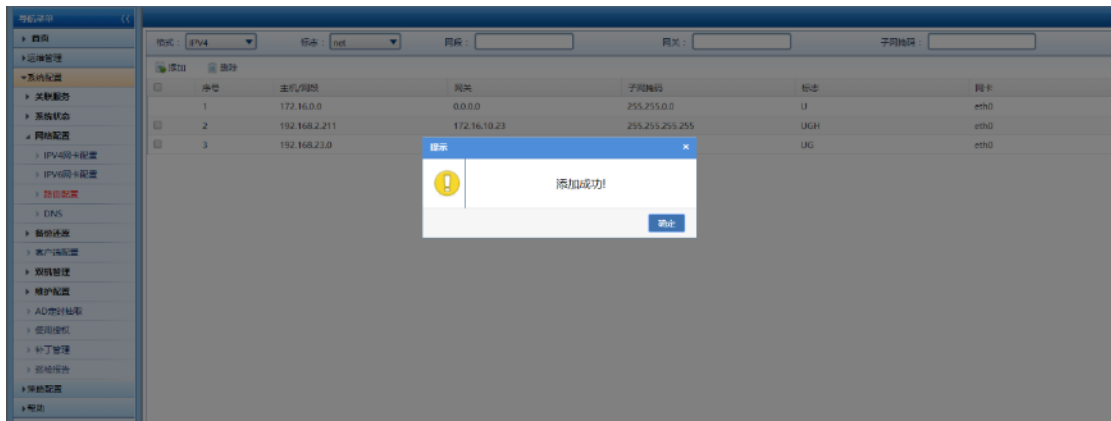 导航菜单
首页
运维管理
系统配置
关联服务
系统状态
网络配置
IPV4网卡配置
IPV6网卡配置
路由配置
DNS
备份还原
客户端配置
双机管理
维护配置
AD定时抽取
使用授权
补丁管理
巡检报告
策略配置
帮助
格式： IPv4 标志： net 网段： 网关： 子网掩码：
添加 删除
序号 主机/网段 网关 子网掩码 标志 网卡
1 172.16.0.0 0.0.0.0 255.255.0.0 U eth0
2 192.168.2.211 172.16.10.23 255.255.255.255 UGH eth0
3 192.168.23.0 UG eth0
提示 ×
添加成功!
确定